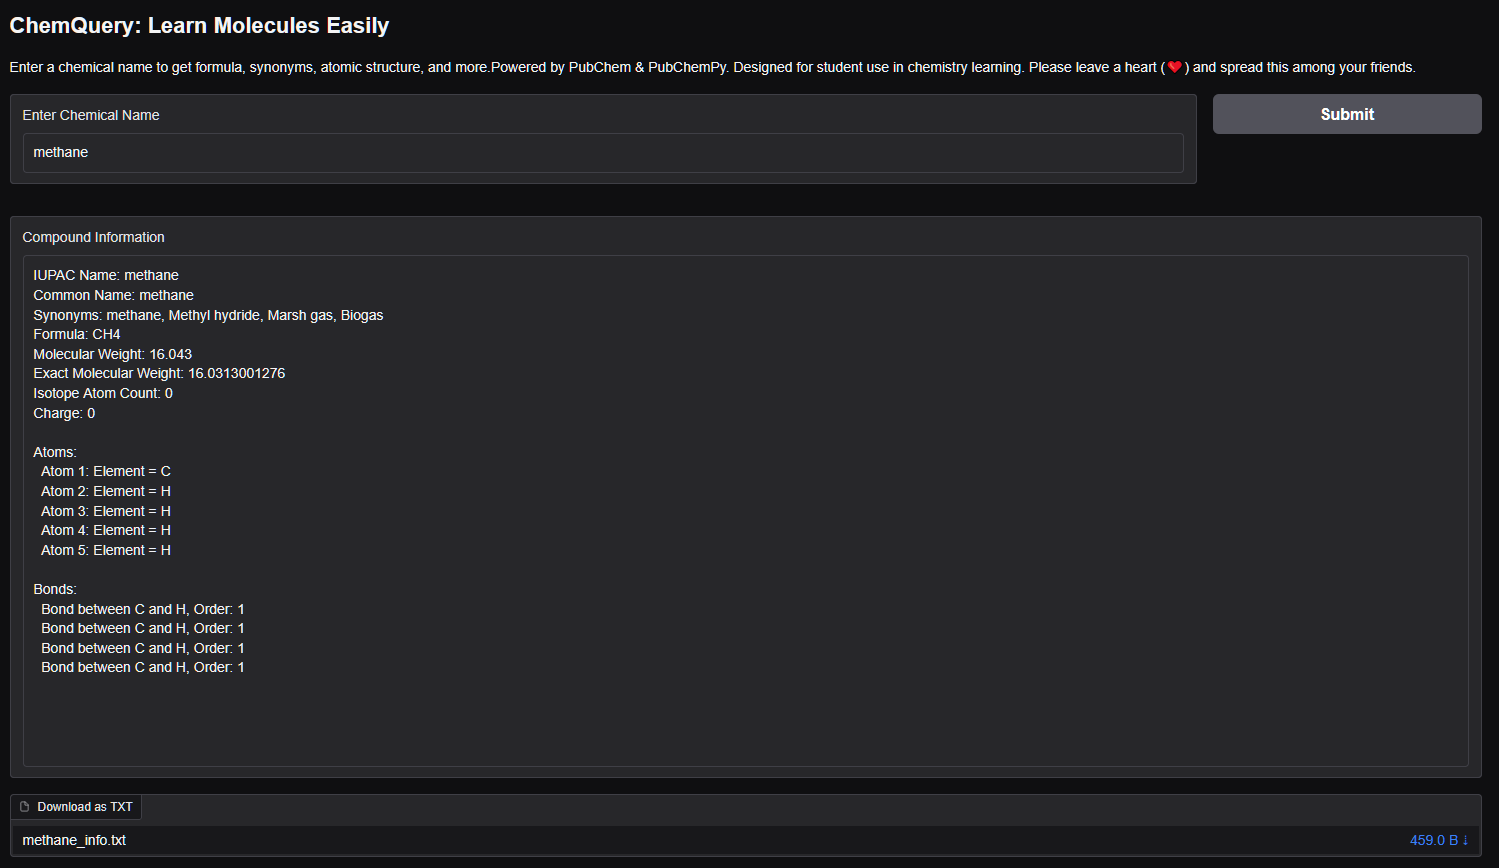 ChemQuery: Learn Molecules Easily
Enter a chemical name to get formula, synonyms, atomic structure, and more.Powered by PubChem & PubChemPy. Designed for student use in chemistry learning. Please leave a heart (❤️) and spread this among your friends.
Enter Chemical Name
methane
Submit
Compound Information
IUPAC Name: methane
Common Name: methane
Synonyms: methane, Methyl hydride, Marsh gas, Biogas
Formula: CH4
Molecular Weight: 16.043
Exact Molecular Weight: 16.0313001276
Isotope Atom Count: 0
Charge: 0
Atoms:
Atom 1: Element = C
Atom 2: Element = H
Atom 3: Element = H
Atom 4: Element = H
Atom 5: Element = H
Bonds:
Bond between C and H, Order: 1
Bond between C and H, Order: 1
Bond between C and H, Order: 1
Bond between C and H, Order: 1
Download as TXT
methane_info.txt
459.0 B ↓